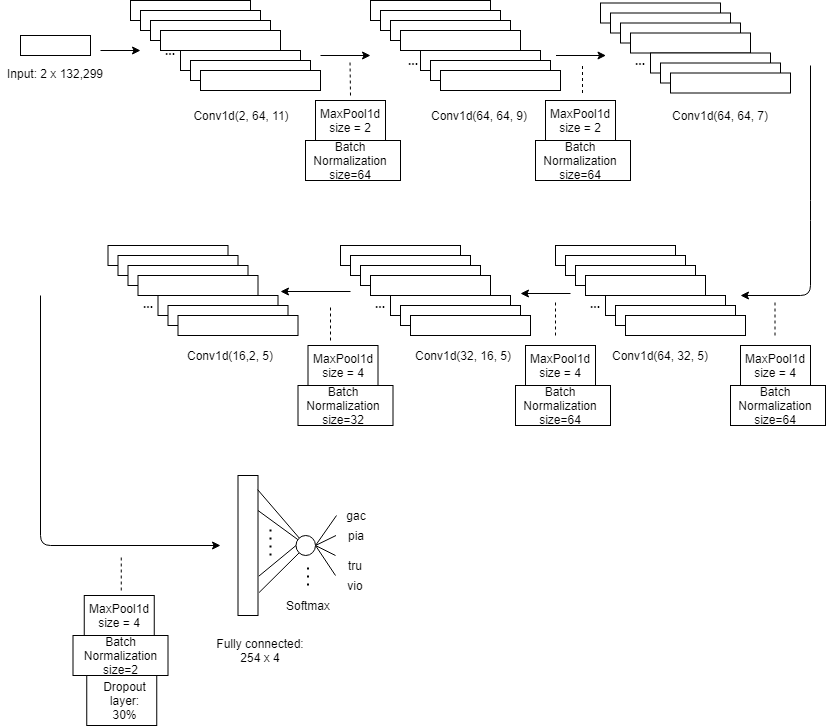 Input: 2 x 132,299
...
Conv1d(2, 64, 11)
MaxPool1d
size = 2
Batch
Normalization
size=64
...
Conv1d(64, 64, 9)
MaxPool1d
size = 2
Batch
Normalization
size=64
...
Conv1d(64, 64, 7)
...
Conv1d(16,2, 5)
MaxPool1d
size = 4
Batch
Normalization
size=32
...
Conv1d(32, 16, 5)
MaxPool1d
size = 4
Batch
Normalization
size=64
...
Conv1d(64, 32, 5)
MaxPool1d
size = 4
Batch
Normalization
size=64
gac
pia
tru
vio
Softmax
Fully connected:
254 x 4
MaxPool1d
size = 4
Batch
Normalization
size=2
Dropout
layer:
30%